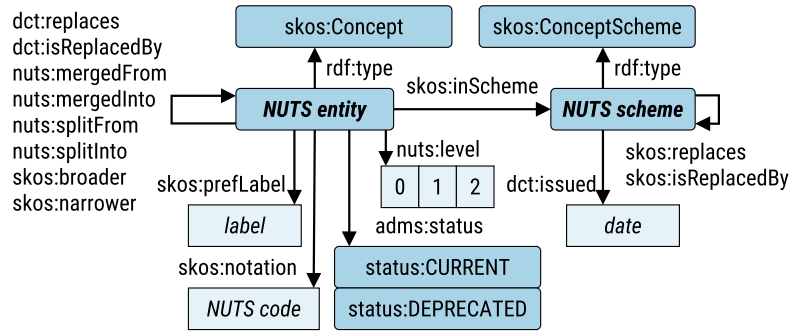 dct:replaces
dct:isReplacedBy
nuts:mergedFrom
nuts:mergedInto
nuts:splitFrom
nuts:splitInto
skos:broader
skos:narrower
skos:Concept
skos:ConceptScheme
rdf:type
rdf:type
NUTS entity
skos:inScheme
NUTS scheme
nuts:level
0 1 2
skos:replaces
skos:isReplacedBy
skos:prefLabel
dct:issued
label
adms:status
date
skos:notation
status:CURRENT
NUTS code
status:DEPRECATED